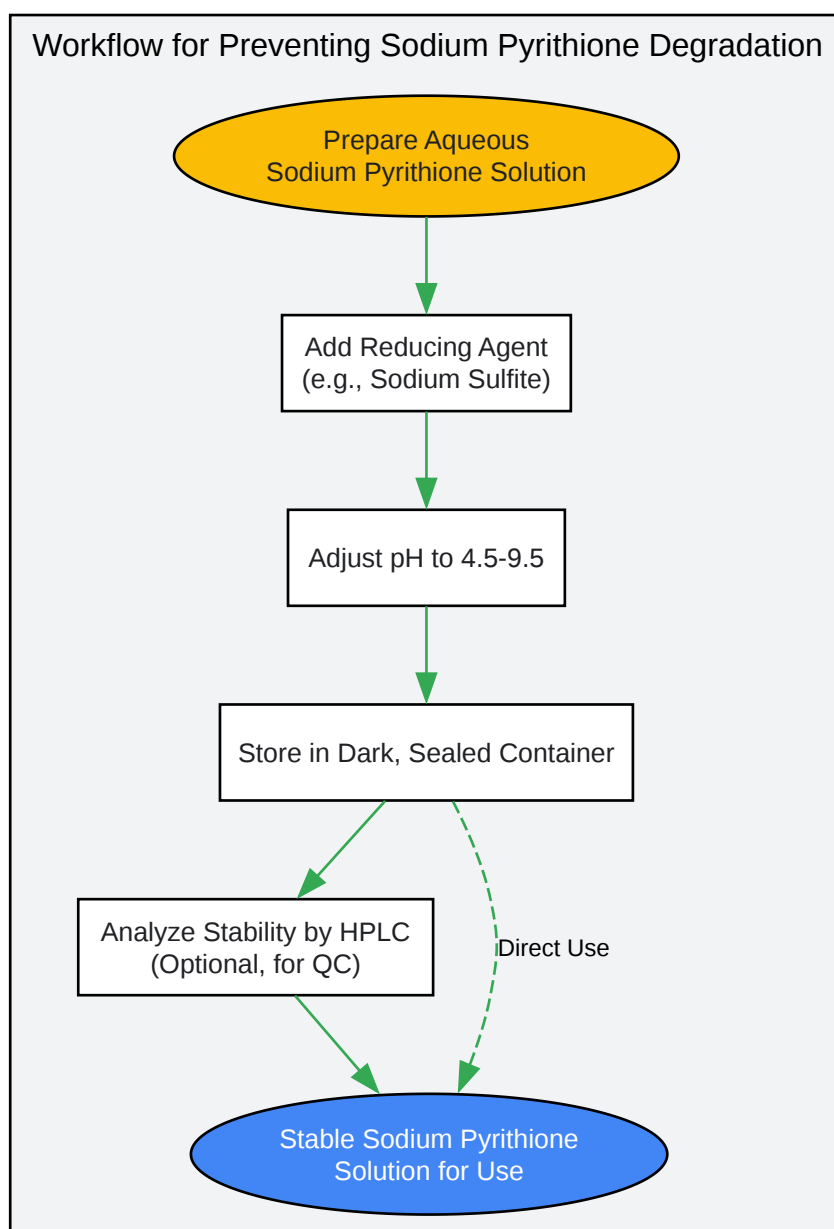 Workflow for Preventing Sodium Pyrithione Degradation
Prepare Aqueous
Sodium Pyrithione Solution
Add Reducing Agent
(e.g., Sodium Sulfite)
Adjust pH to 4.5-9.5
Store in Dark, Sealed Container
Analyze Stability by HPLC
(Optional, for QC)
Direct Use
Stable Sodium Pyrithione
Solution for Use